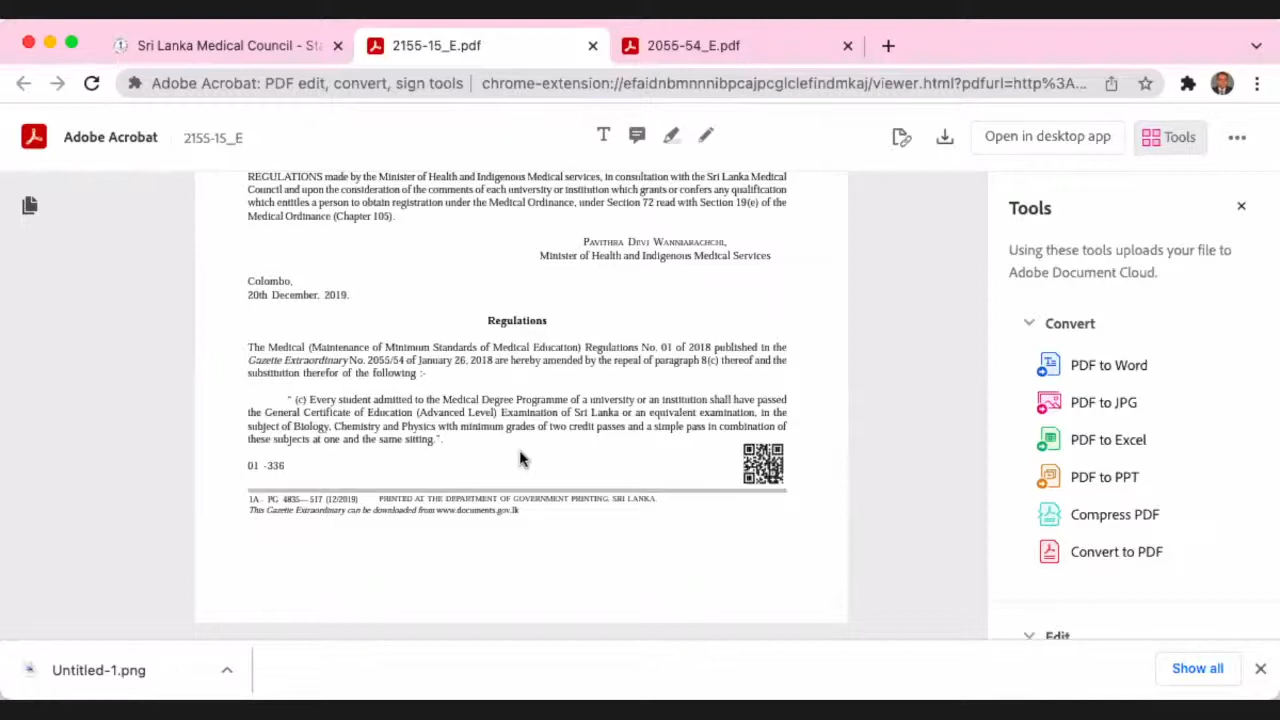 Sri Lanka Medical Council - Sta
2155-15_E.pdf
2055-54_E.pdf
Adobe Acrobat: PDF edit, convert, sign tools | chrome-extension://efaidnbmnnnibpcajpcglclefindmkaj/viewer.html?pdfurl=http%3A...
Adobe Acrobat
2155-15_E
Open in desktop app
Tools
REGULATIONS made by the Minister of Health and Indigenous Medical services, in consultation with the Sri Lanka Medical
Council and upon the consideration of the comments of each university or institution which grants or confers any qualification
which entitles a person to obtain registration under the Medical Ordinance, under Section 72 read with Section 19(e) of the
Medical Ordinance (Chapter 105).
PAVITHRA DEVI WANNIARACHCHI,
Minister of Health and Indigenous Medical Services
Colombo,
20th December, 2019.
Regulations
The Medical (Maintenance of Minimum Standards of Medical Education) Regulations No. 01 of 2018 published in the
Gazette Extraordinary No. 2055/54 of January 26, 2018 are hereby amended by the repeal of paragraph 8(c) thereof and the
substitution therefor of the following :-
" (c) Every student admitted to the Medical Degree Programme of a university or an institution shall have passed
the General Certificate of Education (Advanced Level) Examination of Sri Lanka or an equivalent examination, in the
subject of Biology, Chemistry and Physics with minimum grades of two credit passes and a simple pass in combination of
these subjects at one and the same sitting.".
01 -336
1A PG 4835— 517 (12/2019) PRINTED AT THE DEPARTMENT OF GOVERNMENT PRINTING, SRI LANKA.
This Gazette Extraordinary can be downloaded from www.documents.gov.lk
Tools
Using these tools uploads your file to
Adobe Document Cloud.
Convert
PDF to Word
PDF to JPG
PDF to Excel
PDF to PPT
Compress PDF
Convert to PDF
Edit
Untitled-1.png
Show all